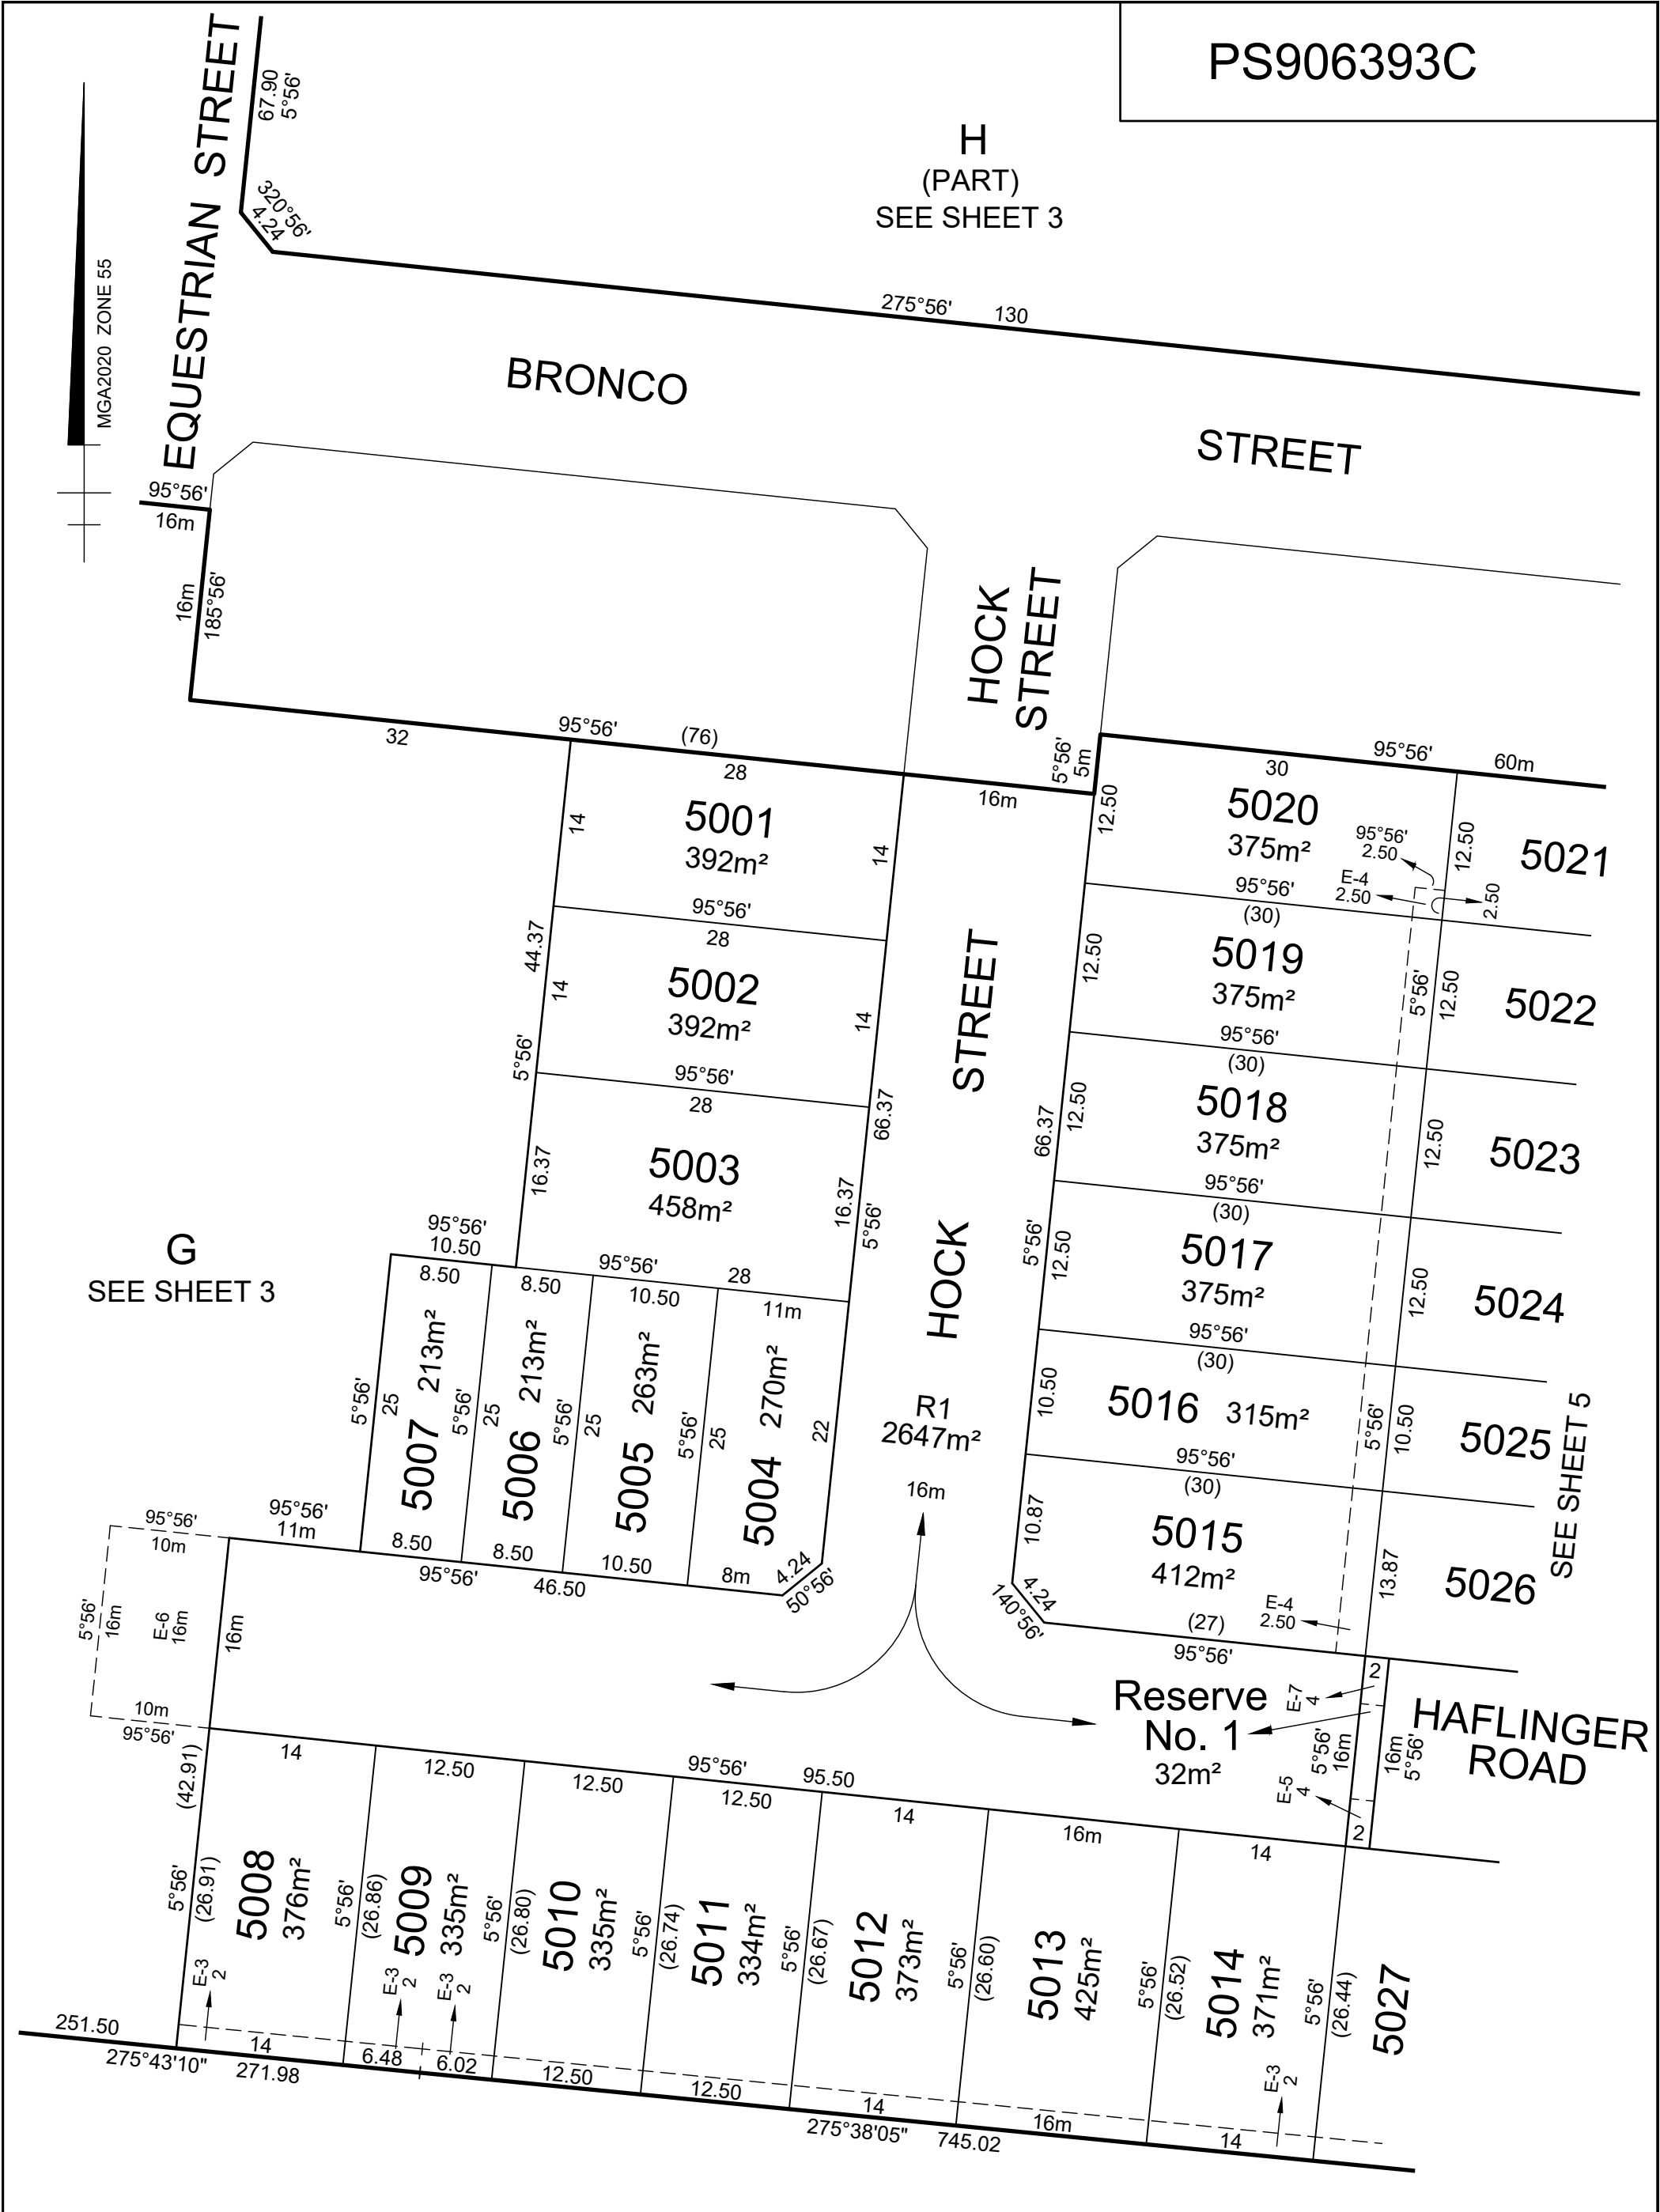 PS906393C
EQUESTRIAN STREET
67.90
5°56'
320°56'
4.24
H
(PART)
SEE SHEET 3
MGA2020 ZONE 55
275°56' 130
BRONCO
STREET
95°56'
16m
16m
185°56'
HOCK
STREET
32
95°56'
(76)
28
5°56'
5m
16m
95°56'
60m
30
5001
392m²
14
14
95°56'
28
5002
392m²
14
14
44.37
5°56'
95°56'
28
5003
458m²
16.37
16.37
66.37
5°56'
HOCK STREET
12.50
5020
375m²
95°56'
2.50
E-4
2.50
2.50
12.50
5021
95°56'
(30)
12.50
5019
375m²
5°56'
12.50
5022
95°56'
(30)
12.50
5018
375m²
12.50
5023
66.37
5°56'
95°56'
(30)
12.50
5017
375m²
12.50
5024
95°56'
(30)
10.50
5016 315m²
5°56'
10.50
5025
95°56'
(30)
10.87
5015
412m²
13.87
5026
SEE SHEET 5
4.24
140°56'
E-4
2.50
(27)
95°56'
G
SEE SHEET 3
95°56'
10.50
95°56'
28
8.50
8.50
10.50
11m
5°56'
25
5007 213m²
5°56'
25
5006 213m²
5°56'
25
5005 263m²
5°56'
25
5004 270m²
22
8.50
8.50
10.50
8m
4.24
50°56'
95°56'
46.50
R1
2647m²
16m
95°56'
10m
95°56'
11m
5°56'
16m
E-6
16m
16m
10m
95°56'
Reserve
No. 1
32m²
E-7
4
2
5°56'
16m
16m
5°56'
E-5
4
2
HAFLINGER
ROAD
(42.91)
14
12.50
12.50
95°56'
95.50
12.50
14
16m
14
5°56'
(26.91)
5008
376m²
5°56'
(26.86)
5009
335m²
5°56'
(26.80)
5010
335m²
5°56'
(26.74)
5011
334m²
5°56'
(26.67)
5012
373m²
5°56'
(26.60)
5013
425m²
5°56'
(26.52)
5014
371m²
5°56'
(26.44)
5027
E-3
2
E-3
2
E-3
2
E-3
2
251.50
275°43'10"
14
271.98
6.48
6.02
12.50
12.50
14
275°38'05"
745.02
16m
14